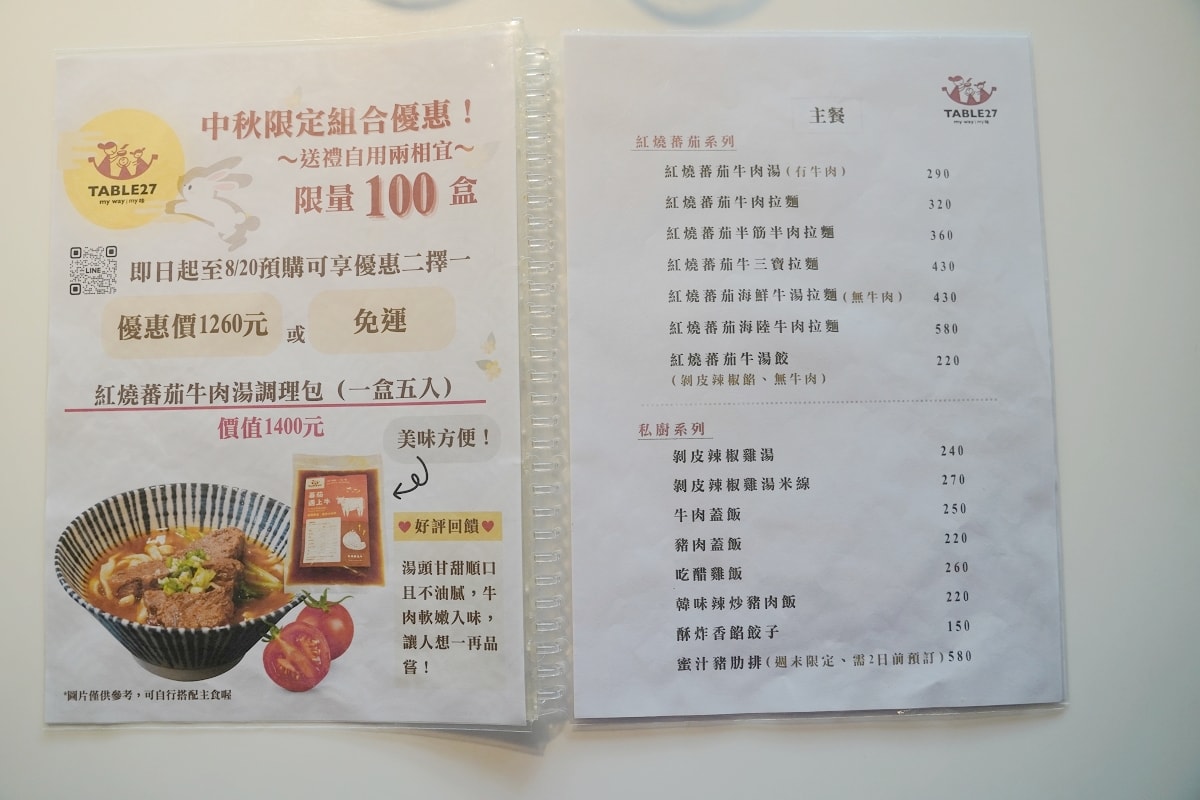 中秋限定組合優惠！
～送禮自用兩相宜～
限量100盒
TABLE27
my way | my 味
LINE
即日起至8/20預購可享優惠二擇一
優惠價1260元 或 免運
紅燒蕃茄牛肉湯調理包（一盒五入）
價值1400元
美味方便！
蕃茄
遇上牛
好評回饋
湯頭甘甜順口
且不油膩，牛
肉軟嫩入味，
讓人想一再品
嘗！
*圖片僅供參考，可自行搭配主食喔
TABLE27
my way | my 味
主餐
紅燒蕃茄系列
紅燒蕃茄牛肉湯(有牛肉) 290
紅燒蕃茄牛肉拉麵 320
紅燒蕃茄半筋半肉拉麵 360
紅燒蕃茄牛三寶拉麵 430
紅燒蕃茄海鮮牛湯拉麵(無牛肉) 430
紅燒蕃茄海陸牛肉拉麵 580
紅燒蕃茄牛湯餃 220
(剝皮辣椒餡、無牛肉)
私廚系列
剝皮辣椒雞湯 240
剝皮辣椒雞湯米線 270
牛肉蓋飯 250
豬肉蓋飯 220
吃醋雞飯 260
韓味辣炒豬肉飯 220
酥炸香餡餃子 150
蜜汁豬肋排(週末限定、需2日前預訂) 580